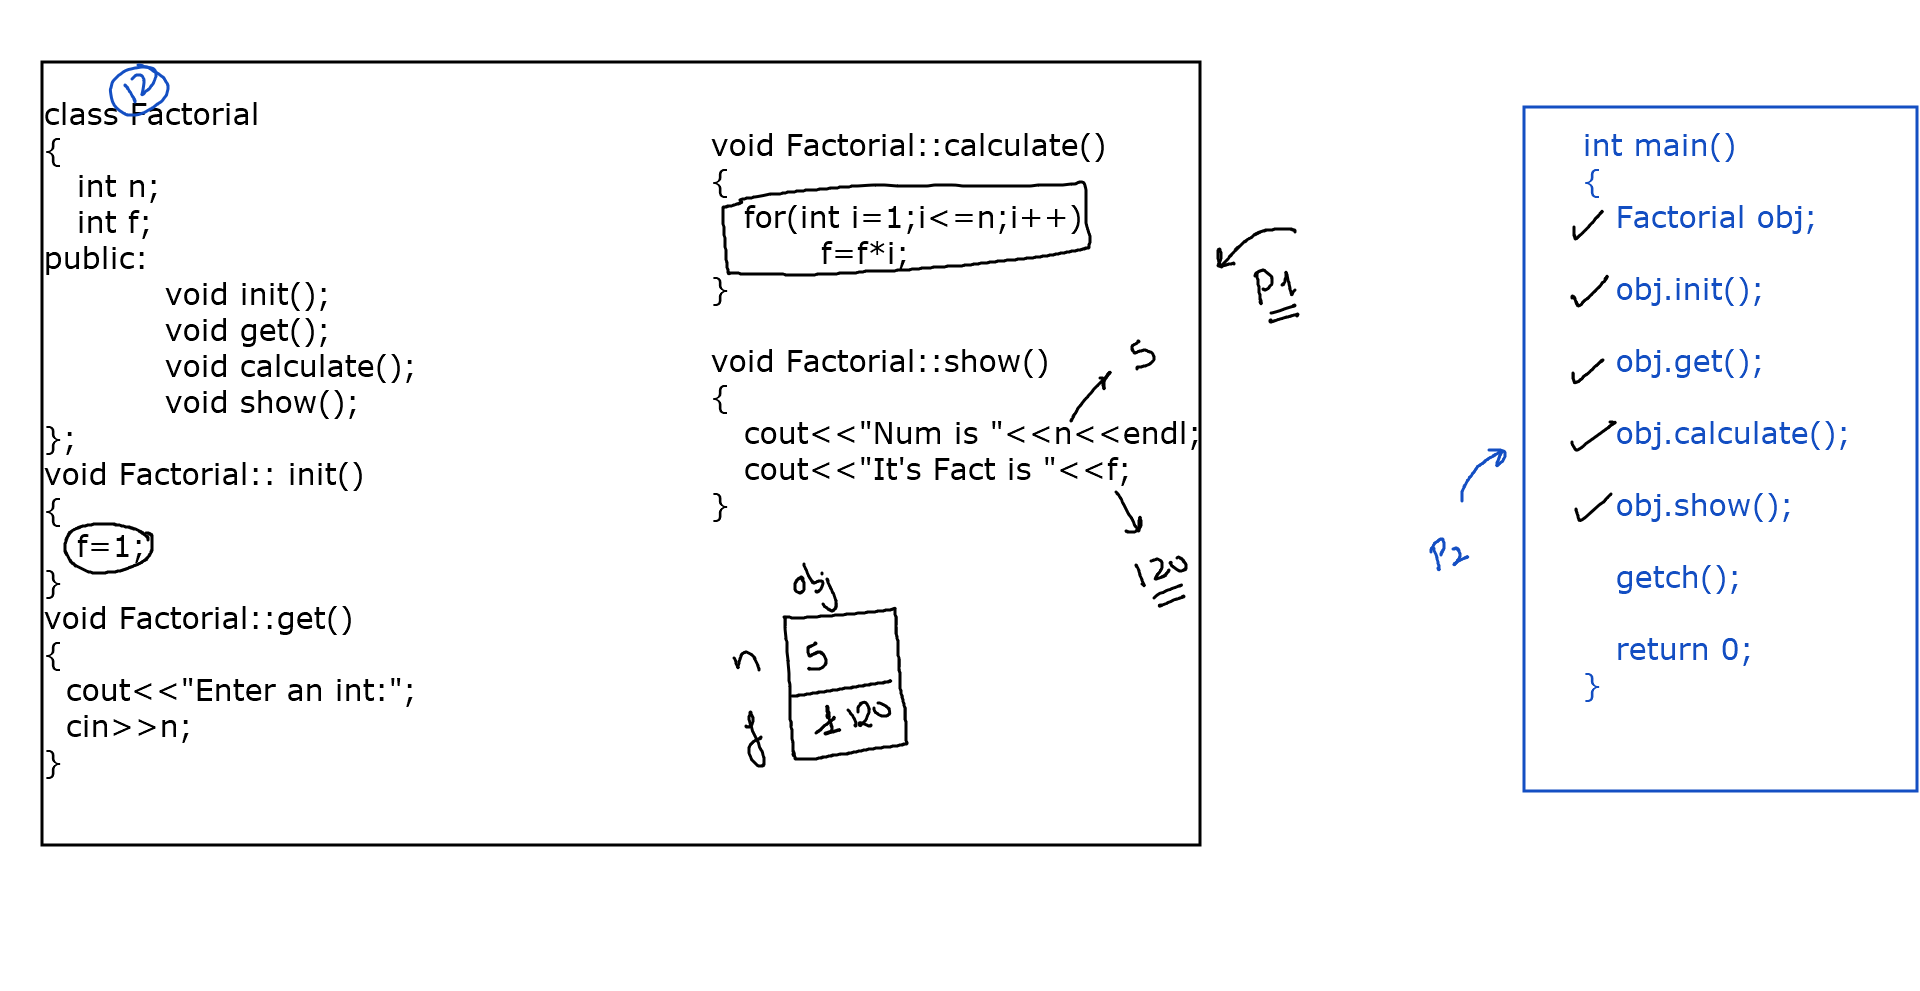 12
class Factorial
{
int n;
int f;
public:
void init();
void get();
void calculate();
void show();
};
void Factorial:: init()
{
f=1;
}
void Factorial::get()
{
cout<<"Enter an int:";
cin>>n;
}
void Factorial::calculate()
{
for(int i=1;i<=n;i++)
f=f*i;
}
void Factorial::show()
{
cout<<"Num is "<<n<<endl;
cout<<"It's Fact is "<<f;
}
5
120
obj
n 5
f 1 120
P1
P2
int main()
{
Factorial obj;
obj.init();
obj.get();
obj.calculate();
obj.show();
getch();
return 0;
}